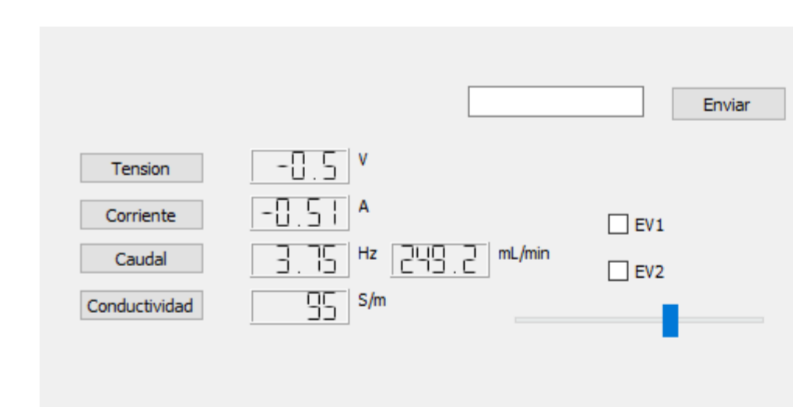 Enviar
Tension -0.5 V
Corriente -0.51 A
EV1
Caudal 3.75 Hz 249.2 mL/min
EV2
Conductividad 95 S/m